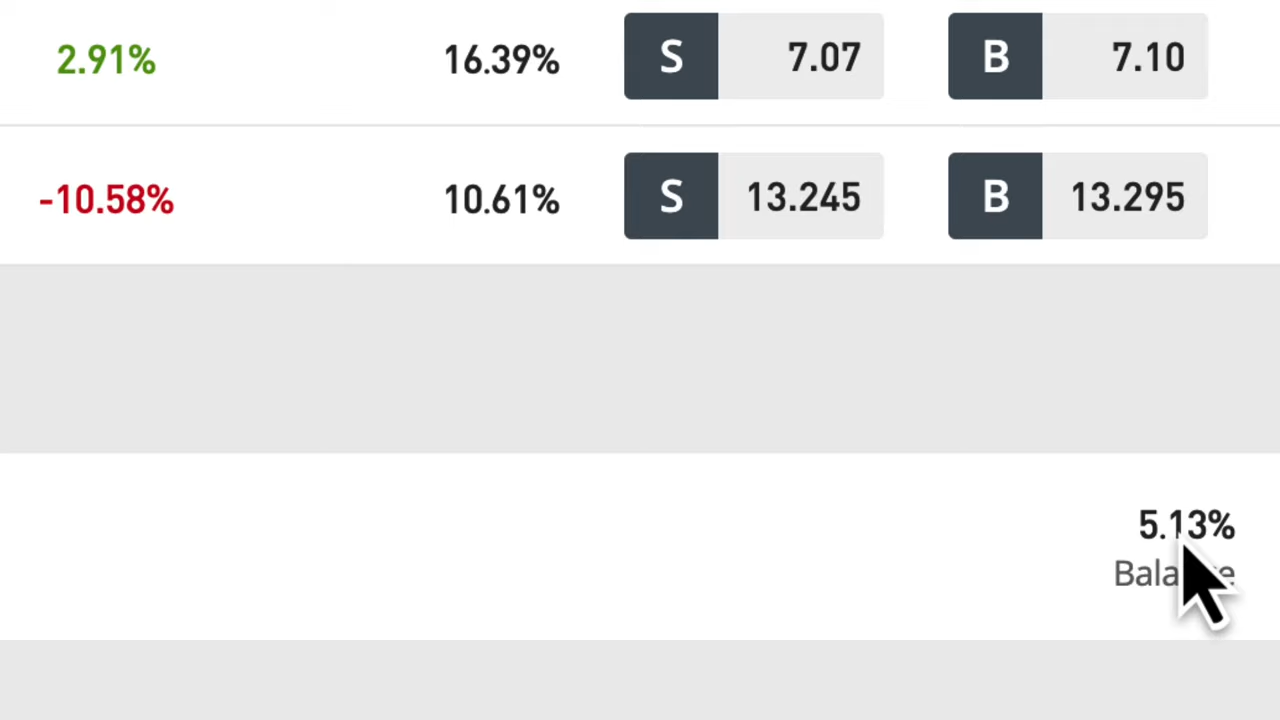 2.91% 16.39% S 7.07 B 7.10
-10.58% 10.61% S 13.245 B 13.295
5.13%